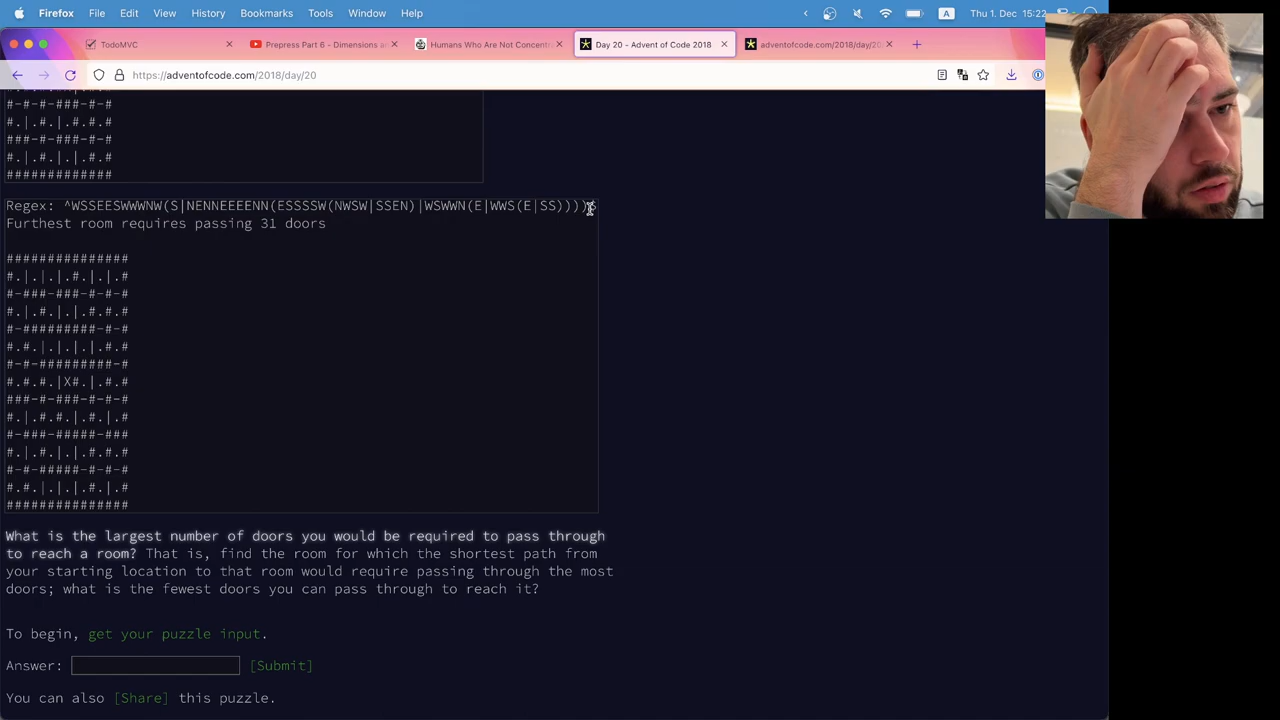 Firefox File Edit View History Bookmarks Tools Window Help A Thu 1. Dec 15:22
TodoMVC Prepress Part 6 - Dimensions a Humans Who Are Not Concentr Day 20 - Advent of Code 2018 adventofcode.com/2018/day/20/
https://adventofcode.com/2018/day/20
#-#-#-###-#-#
#.|.#.|.#.#.#
###-#-###-#-#
#.|.#.|.|.#.#
#############
Regex: ^WSSEESWWWNW(S|NENNEEEENN(ESSSSW(NWSW|SSEN)|WSWWN(E|WWS(E|SS))))$
Furthest room requires passing 31 doors
###############
#.|.|.|.#.|.|.#
#-###-###-#-#-#
#.|.#.|.|.#.#.#
#-#########-#-#
#.#.|.|.|.|.#.#
#-#-#########-#
#.#.#.|X#.|.#.#
###-#-###-#-#-#
#.|.#.#.|.#.|.#
#-###-#####-###
#.|.#.|.|.#.#.#
#-#-#####-#-#-#
#.#.|.|.|.#.|.#
###############
What is the largest number of doors you would be required to pass through
to reach a room? That is, find the room for which the shortest path from
your starting location to that room would require passing through the most
doors; what is the fewest doors you can pass through to reach it?
To begin, get your puzzle input.
Answer: [Submit]
You can also [Share] this puzzle.